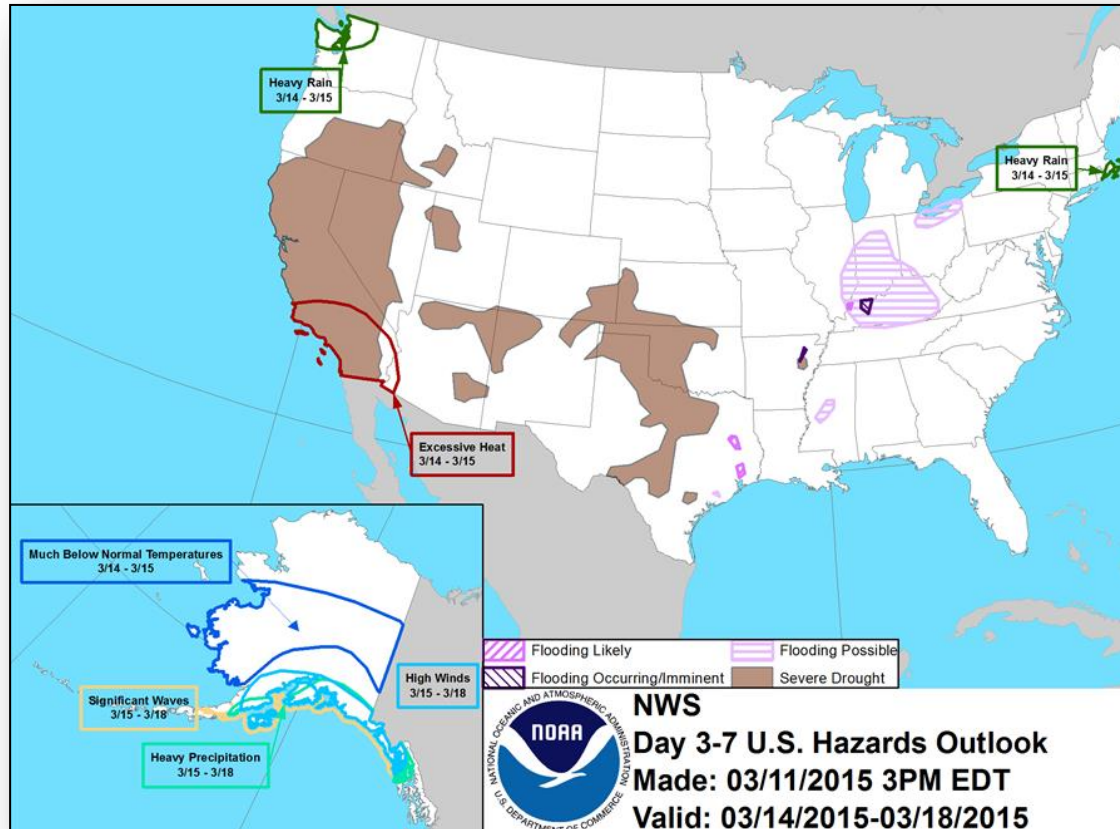 Heavy Rain
3/14 - 3/15
Heavy Rain
3/14 - 3/15
Excessive Heat
3/14 - 3/15
Much Below Normal Temperatures
3/14 - 3/15
High Winds
3/15 - 3/18
Significant Waves
3/15 - 3/18
Heavy Precipitation
3/15 - 3/18
Flooding Likely
Flooding Possible
Flooding Occurring/Imminent
Severe Drought
NATIONAL OCEANIC AND ATMOSPHERIC ADMINISTRATION
NOAA
U.S. DEPARTMENT OF COMMERCE
NWS
Day 3-7 U.S. Hazards Outlook
Made: 03/11/2015 3PM EDT
Valid: 03/14/2015-03/18/2015